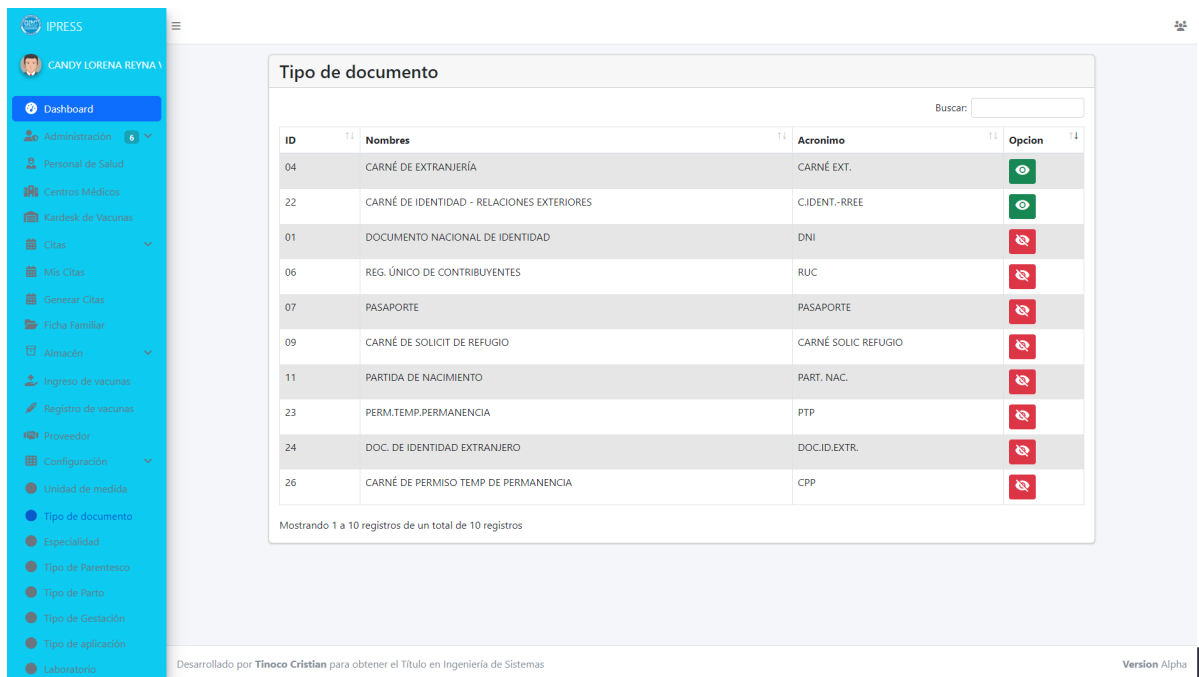 IPRESS
CANDY LORENA REYNA
Dashboard
Administración 6
Personal de Salud
Centros Médicos
Kardesk de Vacunas
Citas
Mis Citas
Generar Citas
Ficha Familiar
Almacén
Ingreso de vacunas
Registro de vacunas
Proveedor
Configuración
Unidad de medida
Tipo de documento
Especialidad
Tipo de Parentesco
Tipo de Parto
Tipo de Gestación
Tipo de aplicación
Laboratorio
Tipo de documento
Buscar:
ID Nombres Acronimo Opcion
04 CARNÉ DE EXTRANJERÍA CARNÉ EXT.
22 CARNÉ DE IDENTIDAD - RELACIONES EXTERIORES C.IDENT.-RREE
01 DOCUMENTO NACIONAL DE IDENTIDAD DNI
06 REG. ÚNICO DE CONTRIBUYENTES RUC
07 PASAPORTE PASAPORTE
09 CARNÉ DE SOLICIT DE REFUGIO CARNÉ SOLIC REFUGIO
11 PARTIDA DE NACIMIENTO PART. NAC.
23 PERM.TEMP.PERMANENCIA PTP
24 DOC. DE IDENTIDAD EXTRANJERO DOC.ID.EXTR.
26 CARNÉ DE PERMISO TEMP DE PERMANENCIA CPP
Mostrando 1 a 10 registros de un total de 10 registros
Desarrollado por Tinoco Cristian para obtener el Título en Ingeniería de Sistemas
Version Alpha